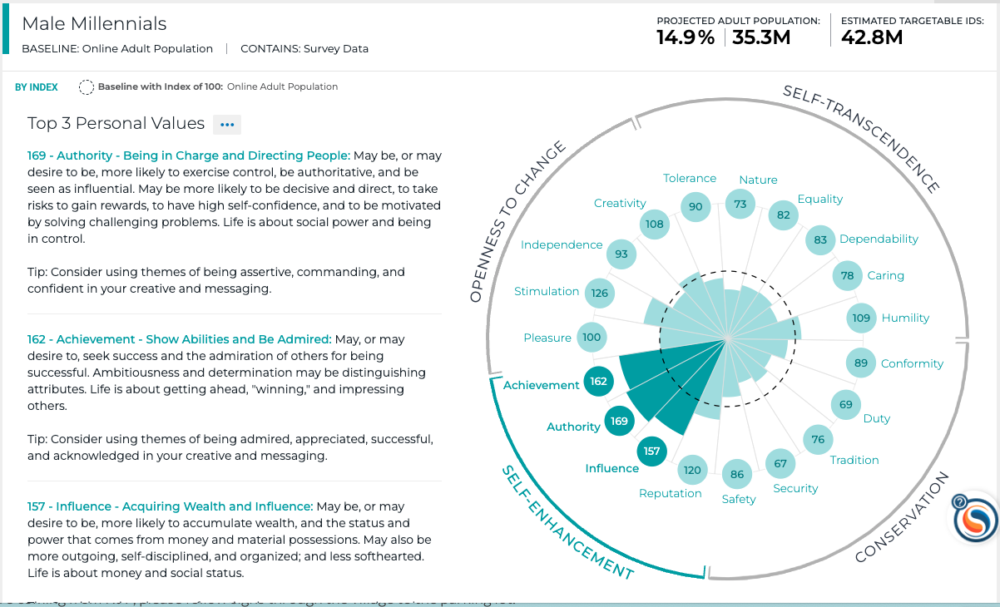 Male Millennials
BASELINE: Online Adult Population | CONTAINS: Survey Data
PROJECTED ADULT POPULATION:
14.9% | 35.3M
ESTIMATED TARGETABLE IDS:
42.8M
BY INDEX
Baseline with Index of 100: Online Adult Population
Top 3 Personal Values
169 - Authority - Being in Charge and Directing People: May be, or may
desire to be, more likely to exercise control, be authoritative, and be
seen as influential. May be more likely to be decisive and direct, to take
risks to gain rewards, to have high self-confidence, and to be motivated
by solving challenging problems. Life is about social power and being
in control.
Tip: Consider using themes of being assertive, commanding, and
confident in your creative and messaging.
162 - Achievement - Show Abilities and Be Admired: May, or may
desire to, seek success and the admiration of others for being
successful. Ambitiousness and determination may be distinguishing
attributes. Life is about getting ahead, "winning," and impressing
others.
Tip: Consider using themes of being admired, appreciated, successful,
and acknowledged in your creative and messaging.
157 - Influence - Acquiring Wealth and Influence: May be, or may
desire to be, more likely to accumulate wealth, and the status and
power that comes from money and material possessions. May also be
more outgoing, self-disciplined, and organized; and less softhearted.
Life is about money and social status.
SELF-TRANSCENDENCE
OPENNESS TO CHANGE
SELF-ENHANCEMENT
CONSERVATION
Tolerance
90
Nature
73
Equality
82
Dependability
83
Caring
78
Humility
109
Conformity
89
Duty
69
Tradition
76
Security
67
Safety
86
Reputation
120
Influence
157
Authority
169
Achievement
162
Pleasure
100
Stimulation
126
Independence
93
Creativity
108
?